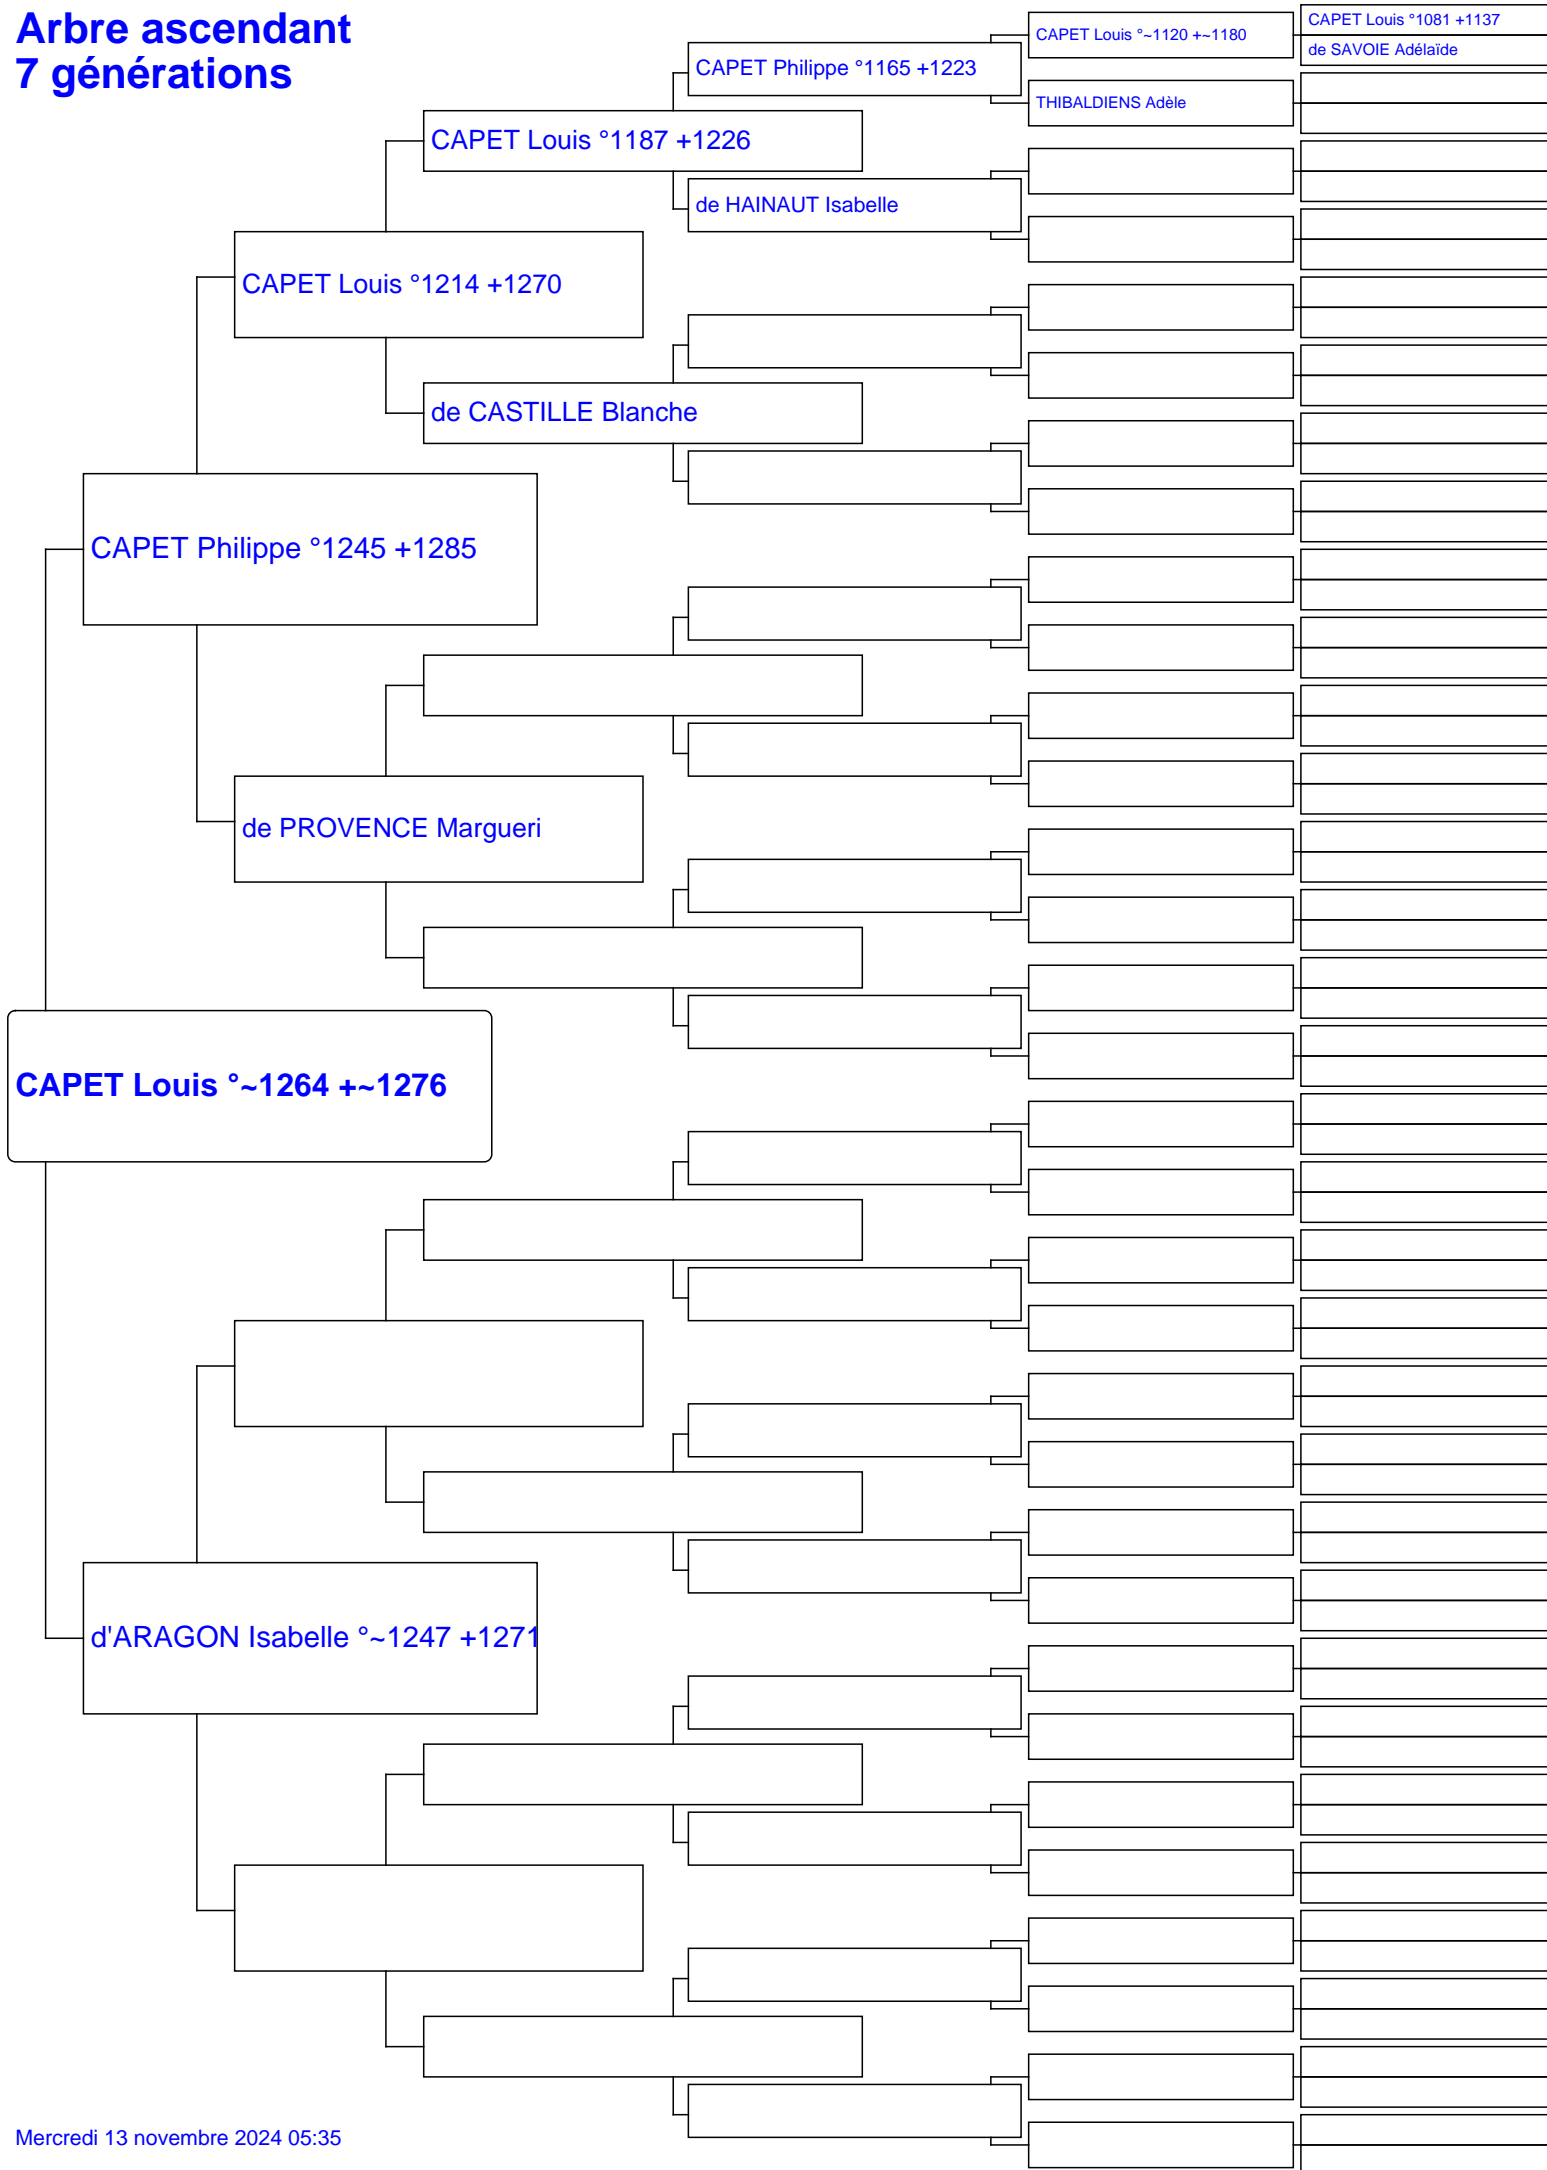 Arbre ascendant
7 générations
CAPET Louis °1081 +1137
CAPET Louis °~1120 +~1180
de SAVOIE Adélaïde
CAPET Philippe °1165 +1223
THIBALDIENS Adèle
CAPET Louis °1187 +1226
de HAINAUT Isabelle
CAPET Louis °1214 +1270
de CASTILLE Blanche
CAPET Philippe °1245 +1285
de PROVENCE Margueri
CAPET Louis °~1264 +~1276
d'ARAGON Isabelle °~1247 +1271
Mercredi 13 novembre 2024 05:35